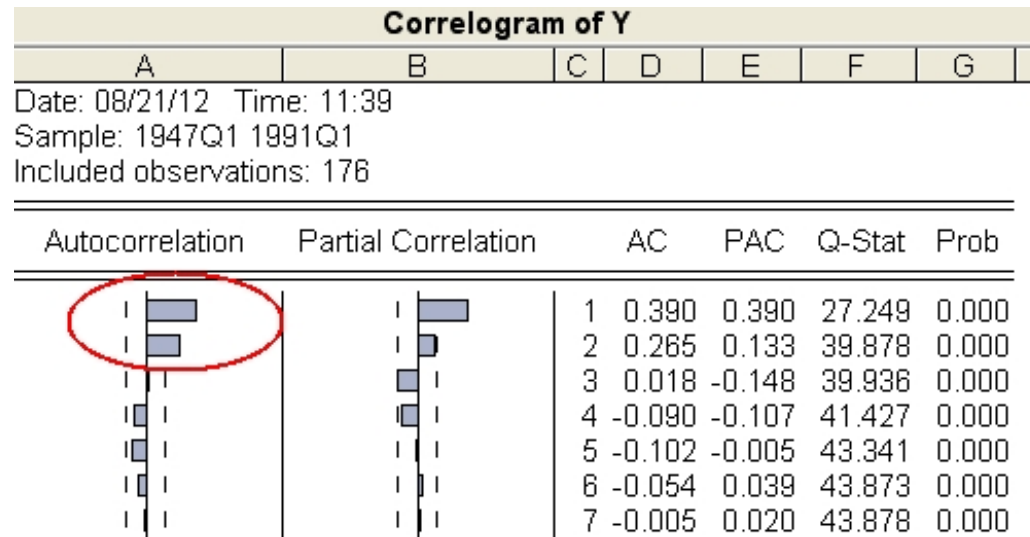 Correlogram of Y
A B C D E F G
Date: 08/21/12 Time: 11:39
Sample: 1947Q1 1991Q1
Included observations: 176
Autocorrelation Partial Correlation AC PAC Q-Stat Prob
1 0.390 0.390 27.249 0.000
2 0.265 0.133 39.878 0.000
3 0.018 -0.148 39.936 0.000
4 -0.090 -0.107 41.427 0.000
5 -0.102 -0.005 43.341 0.000
6 -0.054 0.039 43.873 0.000
7 -0.005 0.020 43.878 0.000